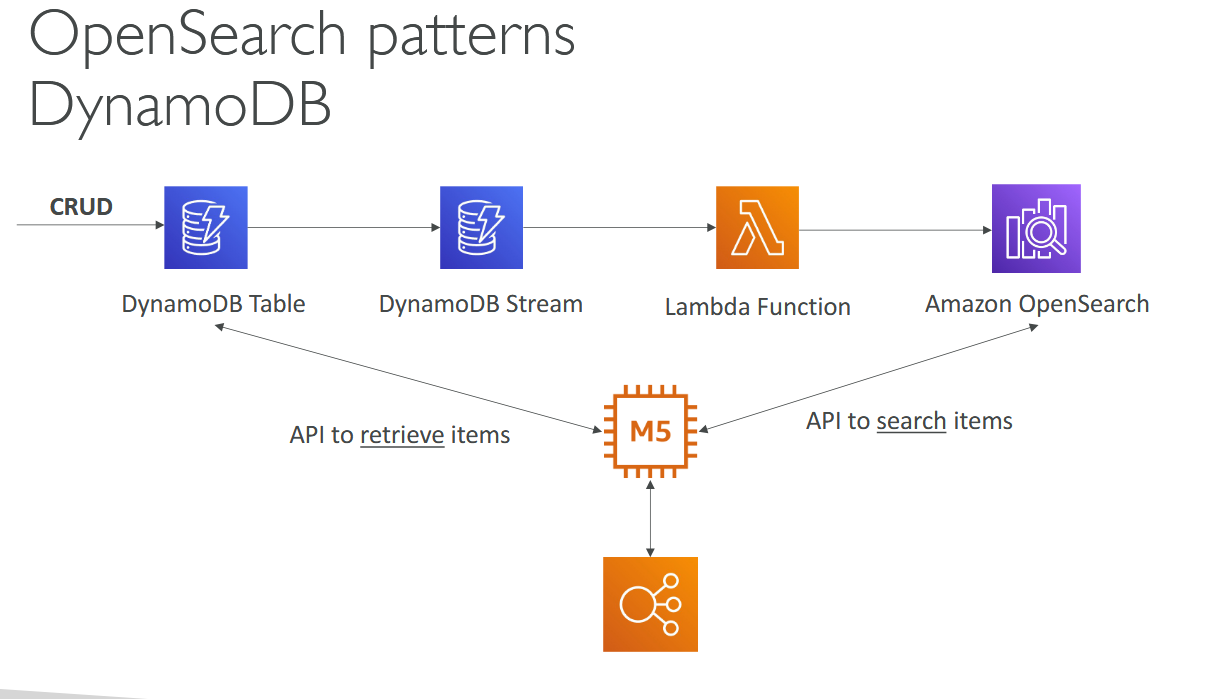 OpenSearch patterns
DynamoDB
CRUD
DynamoDB Table
DynamoDB Stream
Lambda Function
Amazon OpenSearch
M5
API to retrieve items
API to search items